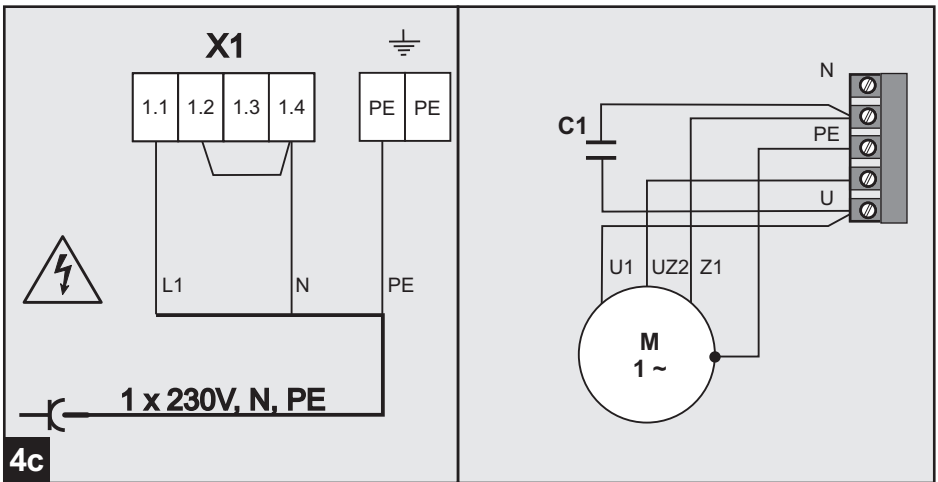 X1
1.1 1.2 1.3 1.4 PE PE
L1 N PE
1 x 230V, N, PE
4c
N
C1
PE
U
U1 UZ2 Z1
M
1 ~